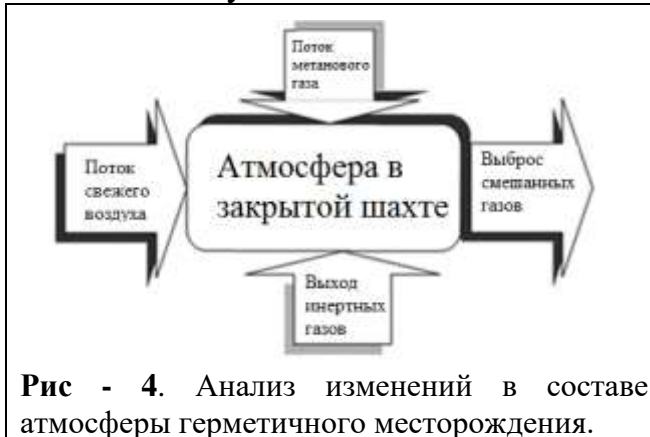 Поток
метанового
газа
Поток
свежего
воздуха
Атмосфера в
закрытой шахте
Выброс
смешанных
газов
Выход
инертных
газов
Рис - 4. Анализ изменений в составе
атмосферы герметичного месторождения.